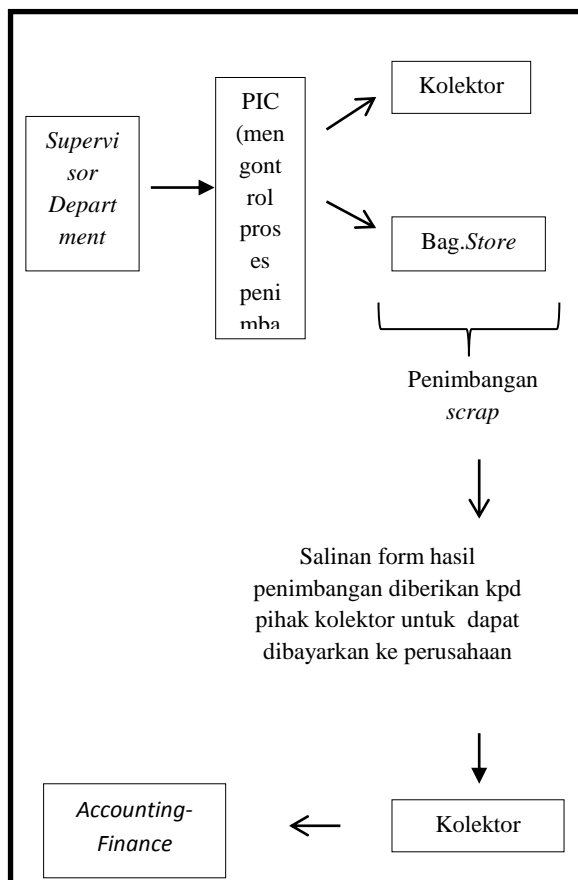 Supervi
sor
Depart
ment
PIC
(men
gont
rol
pros
es
peni
mba
Kolektor
Bag.Store
Penimbangan
scrap
Salinan form hasil
penimbangan diberikan kpd
pihak kolektor untuk dapat
dibayarkan ke perusahaan
Kolektor
Accounting-
Finance